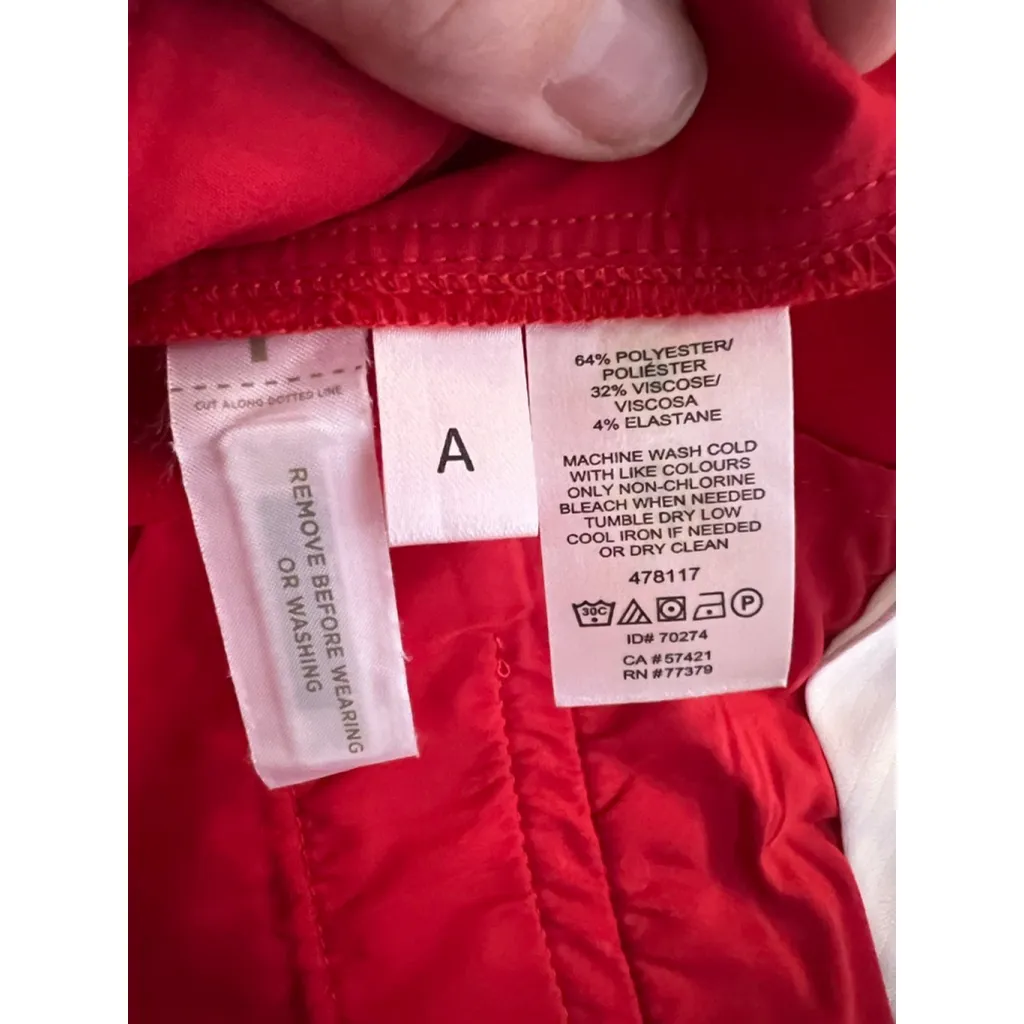 CUT ALONG DOTTED LINE
REMOVE BEFORE WEARING
OR WASHING
A
64% POLYESTER/
POLIÉSTER
32% VISCOSE/
VISCOSA
4% ELASTANE
MACHINE WASH COLD
WITH LIKE COLOURS
ONLY NON-CHLORINE
BLEACH WHEN NEEDED
TUMBLE DRY LOW
COOL IRON IF NEEDED
OR DRY CLEAN
478117
30C P
ID# 70274
CA #57421
RN #77379